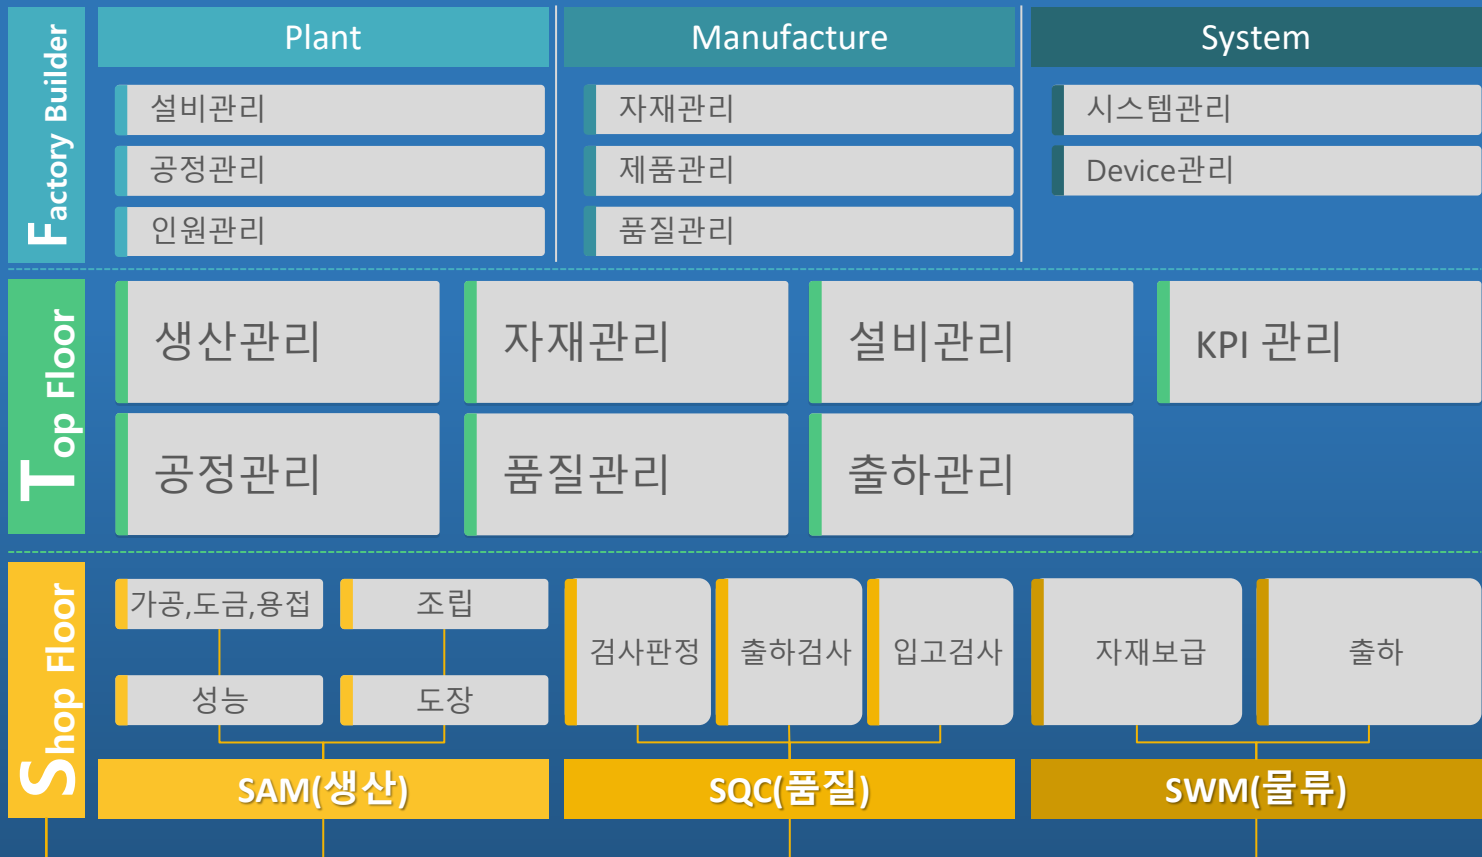 Factory Builder
Plant
Manufacture
System
설비관리
자재관리
시스템관리
공정관리
제품관리
Device관리
인원관리
품질관리
Top Floor
생산관리
자재관리
설비관리
KPI 관리
공정관리
품질관리
출하관리
Shop Floor
가공,도금,용접
조립
성능
도장
검사판정
출하검사
입고검사
자재보급
출하
SAM(생산)
SQC(품질)
SWM(물류)